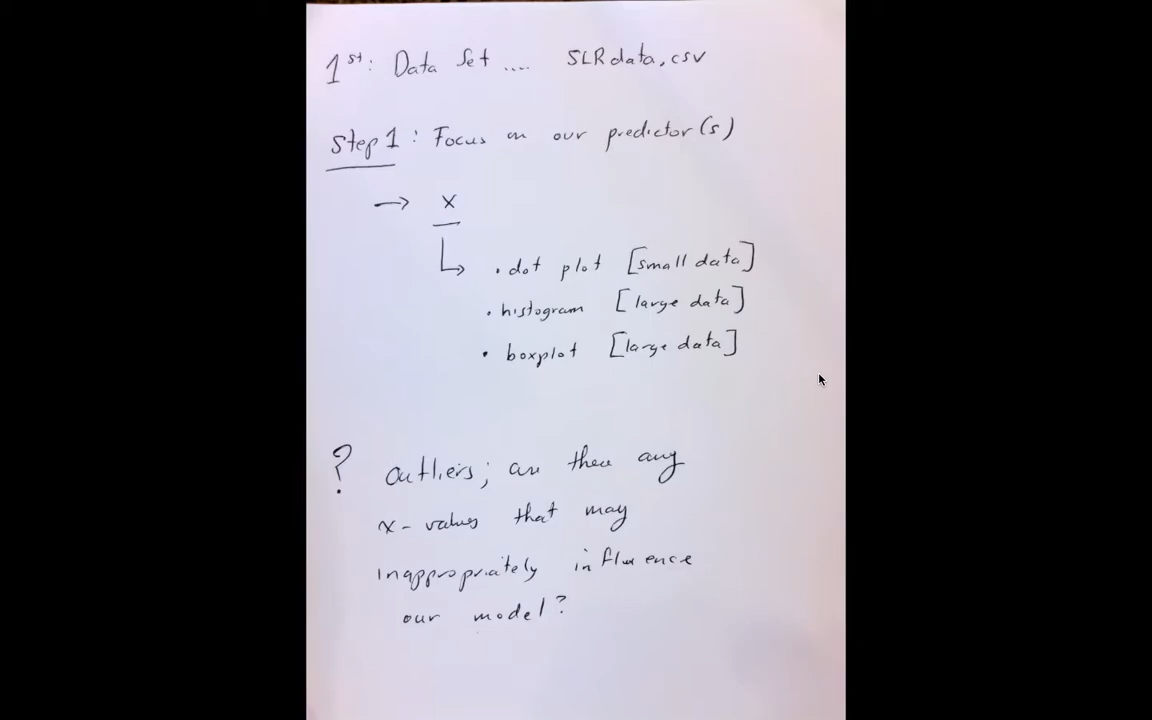 1st: Data Set .... SLRdata.csv
Step 1: Focus on our predictor(s)
→ x
• dot plot [small data]
• histogram [large data]
• boxplot [large data]
? outliers; are there any
x-values that may
inappropriately influence
our model?